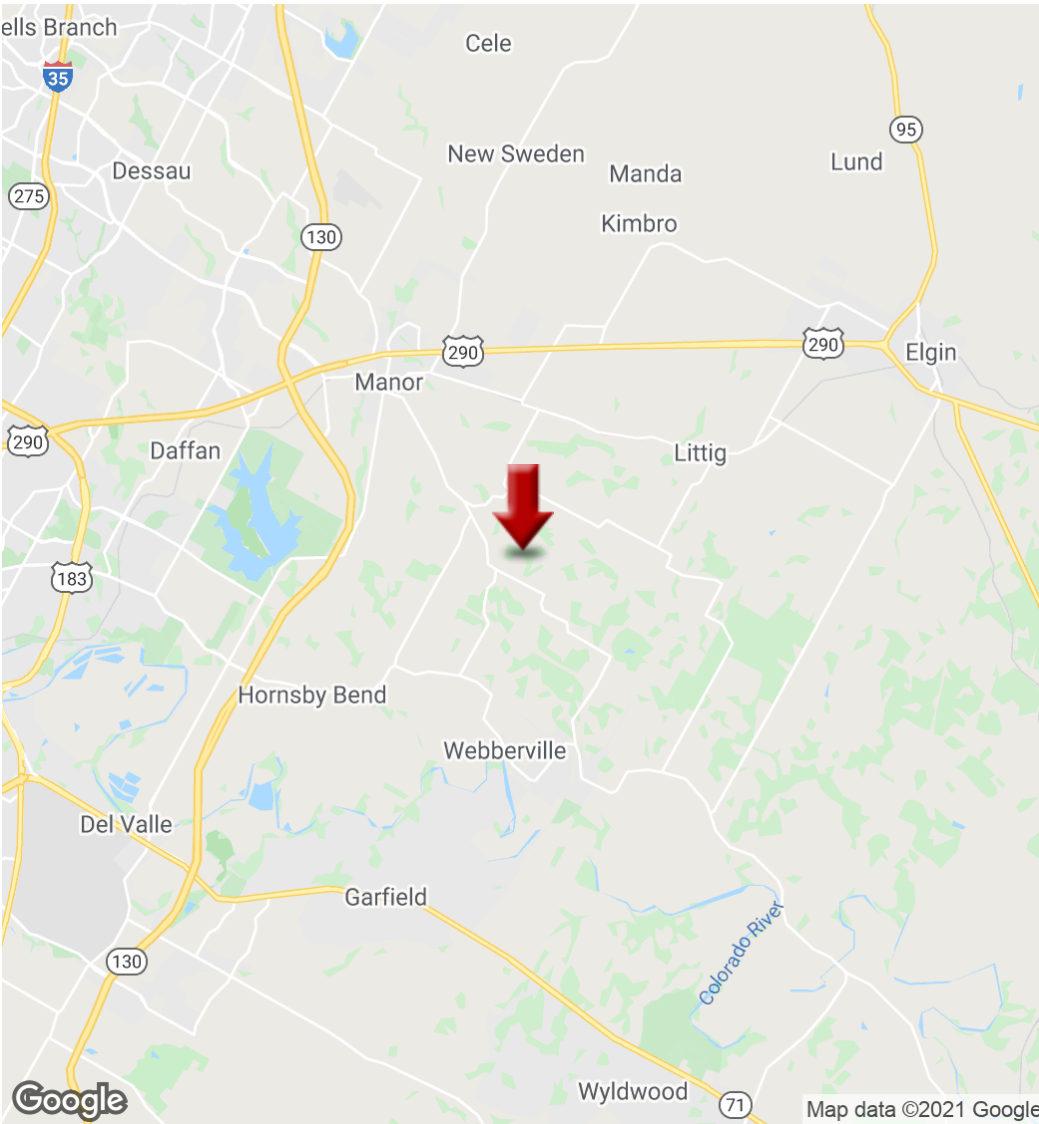 ells Branch
Cele
35
95
New Sweden
Dessau
Manda
Lund
275
Kimbro
130
290
290
Elgin
Manor
290
Daffan
Littig
183
Hornsby Bend
Webberville
Del Valle
Garfield
Colorado River
130
Wyldwood
71
Google
Map data ©2021 Google